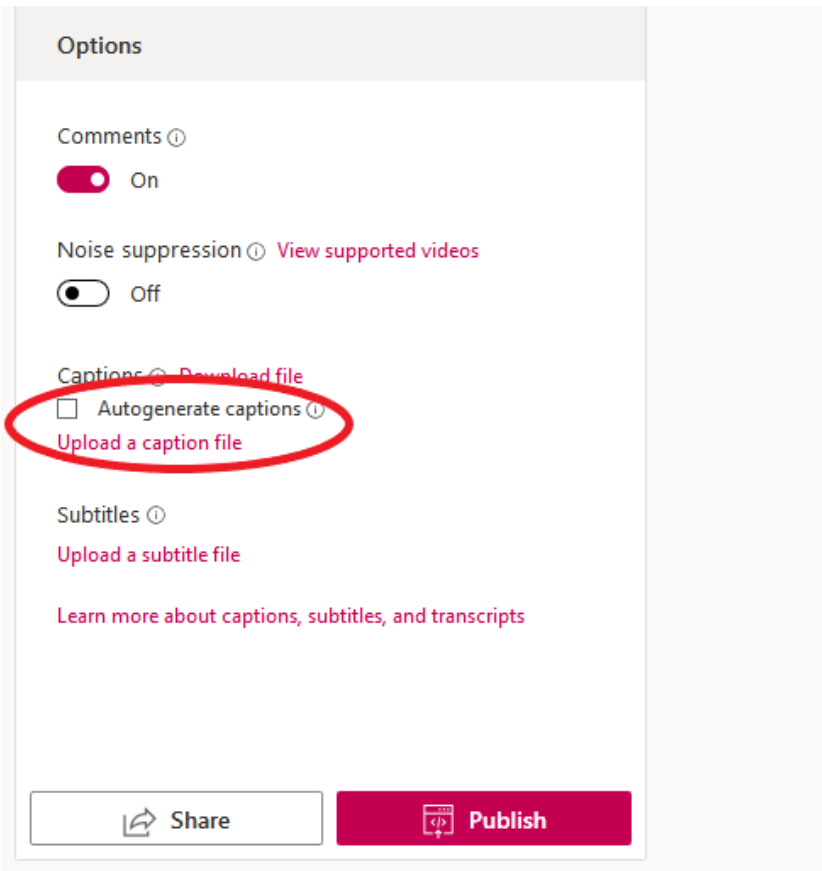 Options
Comments
On
Noise suppression View supported videos
Off
Captions Download file
Autogenerate captions
Upload a caption file
Subtitles
Upload a subtitle file
Learn more about captions, subtitles, and transcripts
Share Publish